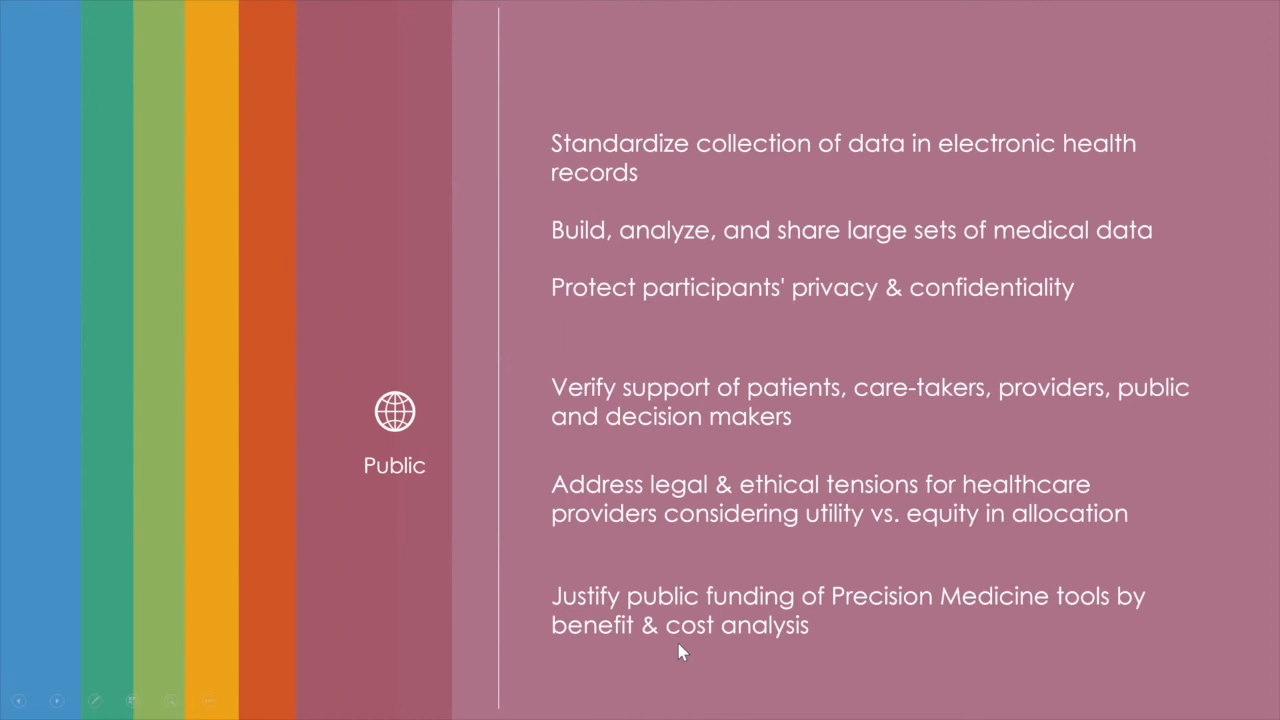 Standardize collection of data in electronic health
records
Build, analyze, and share large sets of medical data
Protect participants' privacy & confidentiality
Verify support of patients, care-takers, providers, public
and decision makers
Public
Address legal & ethical tensions for healthcare
providers considering utility vs. equity in allocation
Justify public funding of Precision Medicine tools by
benefit & cost analysis